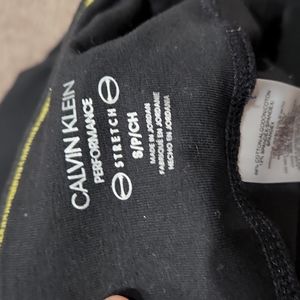 CALVIN KLEIN
PERFORMANCE
STRETCH
S/P/CH
MADE IN JORDAN
FABRIQUÉ EN JORDANIE
HECHO EN JORDANIA